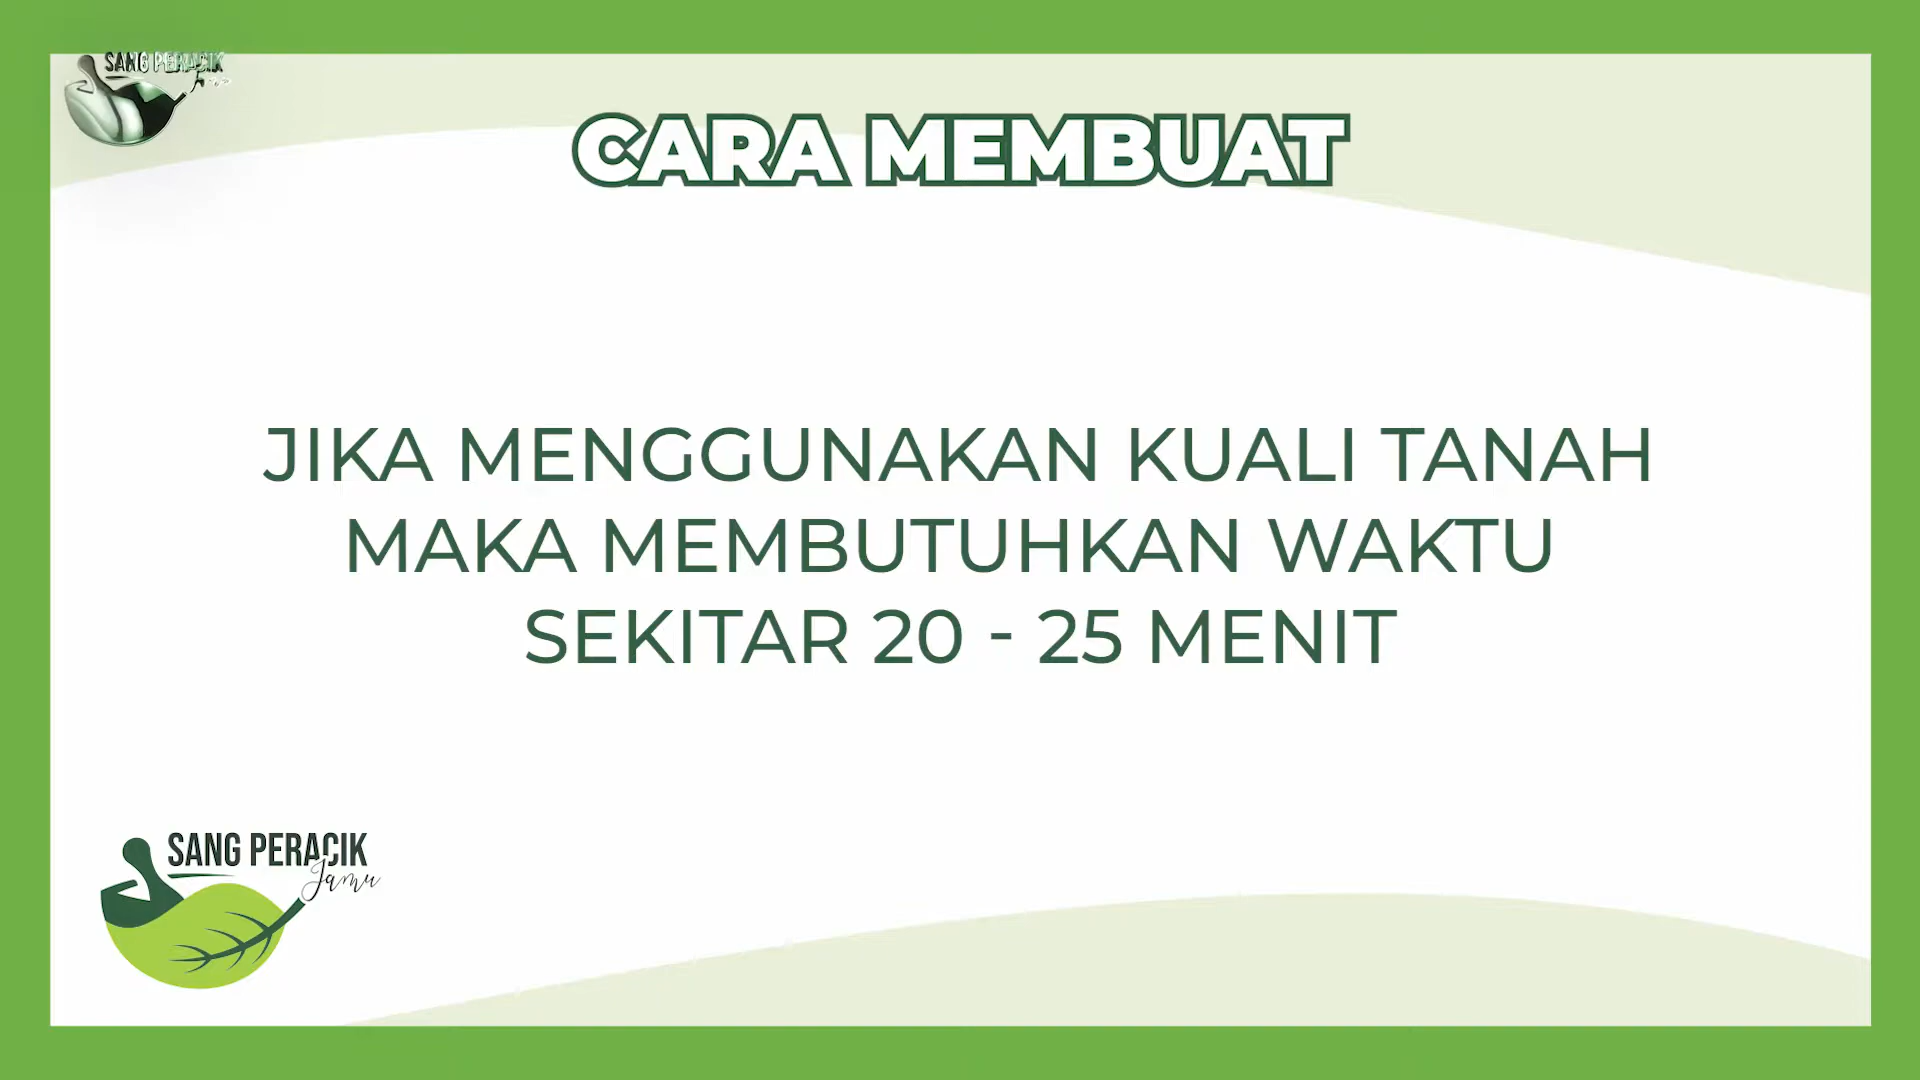 SANG PERACIK
CARA MEMBUAT
JIKA MENGGUNAKAN KUALI TANAH
MAKA MEMBUTUHKAN WAKTU
SEKITAR 20 - 25 MENIT
SANG PERACIK
Jamu